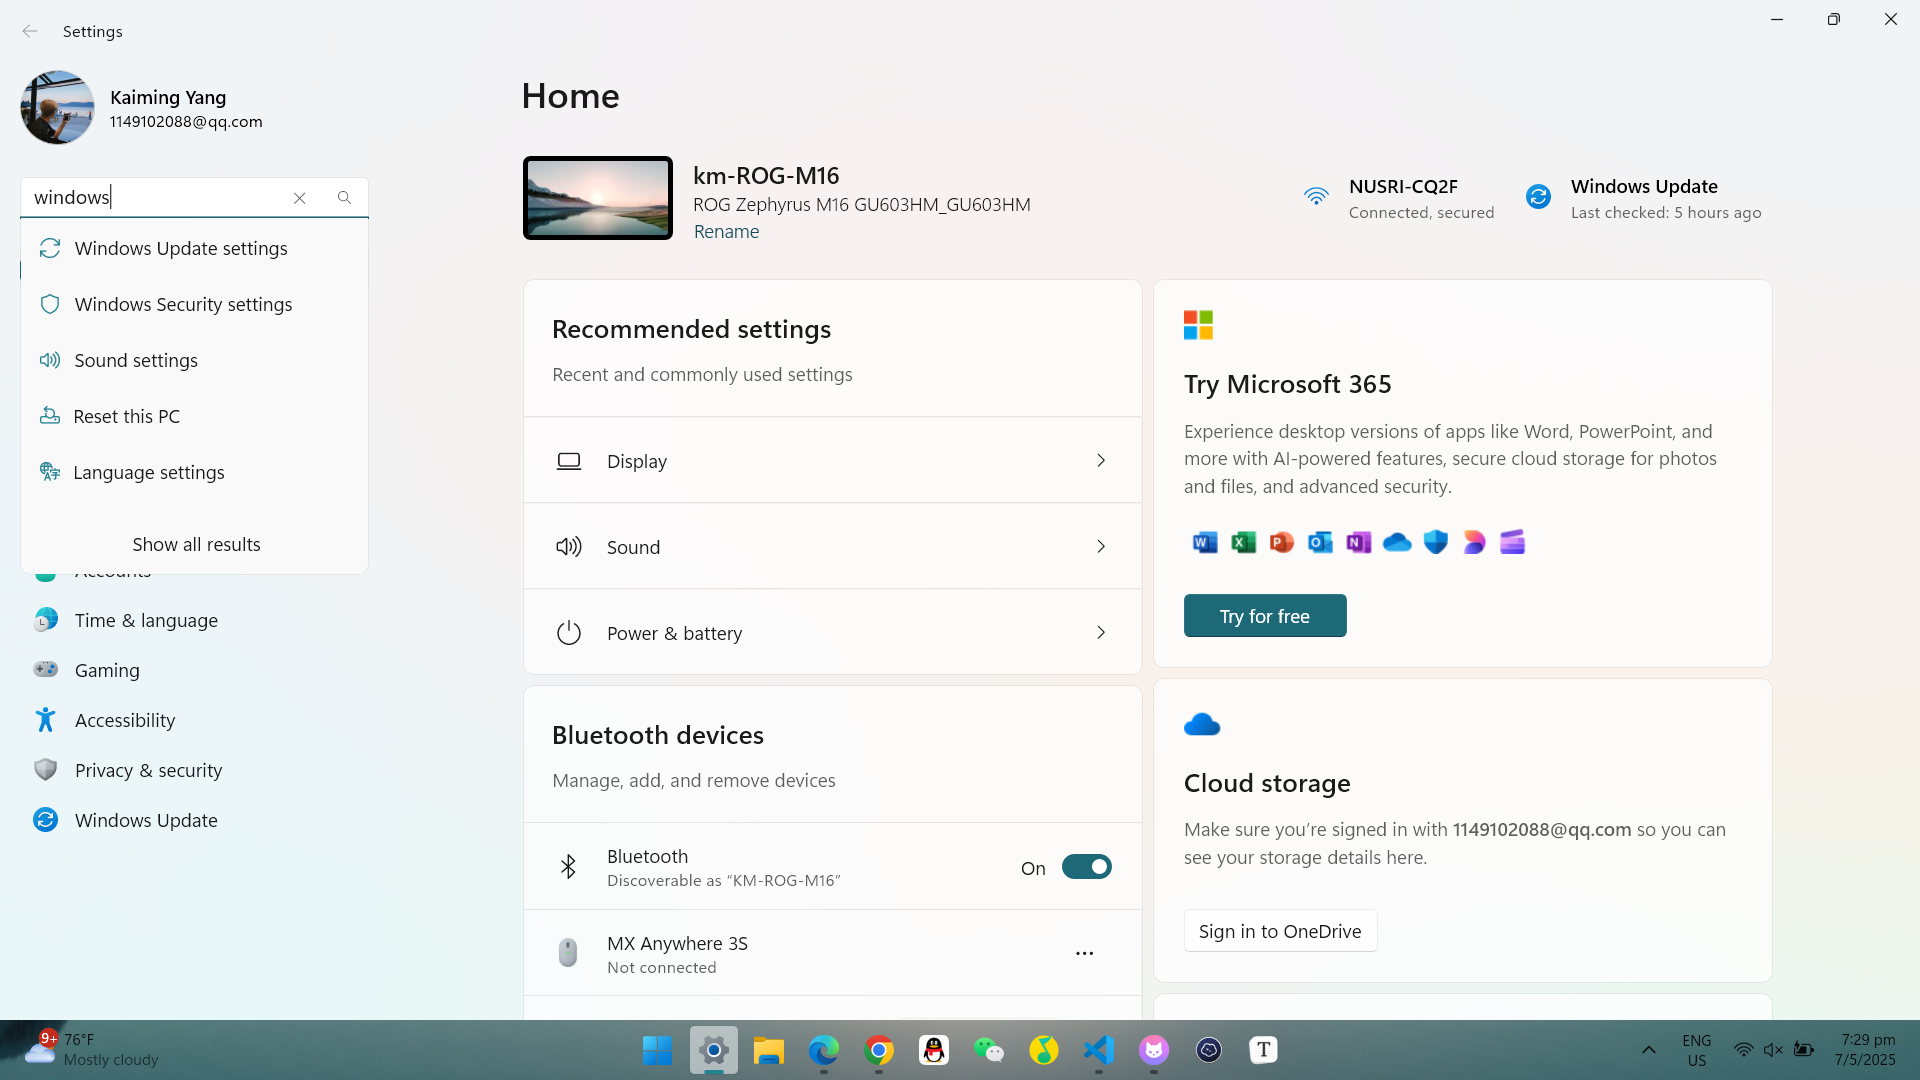 Settings
Kaiming Yang
1149102088@qq.com
windows
Windows Update settings
Windows Security settings
Sound settings
Reset this PC
Language settings
Show all results
Accounts
Time & language
Gaming
Accessibility
Privacy & security
Windows Update
Home
km-ROG-M16
ROG Zephyrus M16 GU603HM_GU603HM
Rename
NUSRI-CQ2F
Connected, secured
Windows Update
Last checked: 5 hours ago
Recommended settings
Recent and commonly used settings
Display
Sound
Power & battery
Bluetooth devices
Manage, add, and remove devices
Bluetooth
Discoverable as “KM-ROG-M16”
On
MX Anywhere 3S
Not connected
Try Microsoft 365
Experience desktop versions of apps like Word, PowerPoint, and
more with AI-powered features, secure cloud storage for photos
and files, and advanced security.
Try for free
Cloud storage
Make sure you’re signed in with 1149102088@qq.com so you can
see your storage details here.
Sign in to OneDrive
9+
76°F
Mostly cloudy
T
ENG
US
7:29 pm
7/5/2025